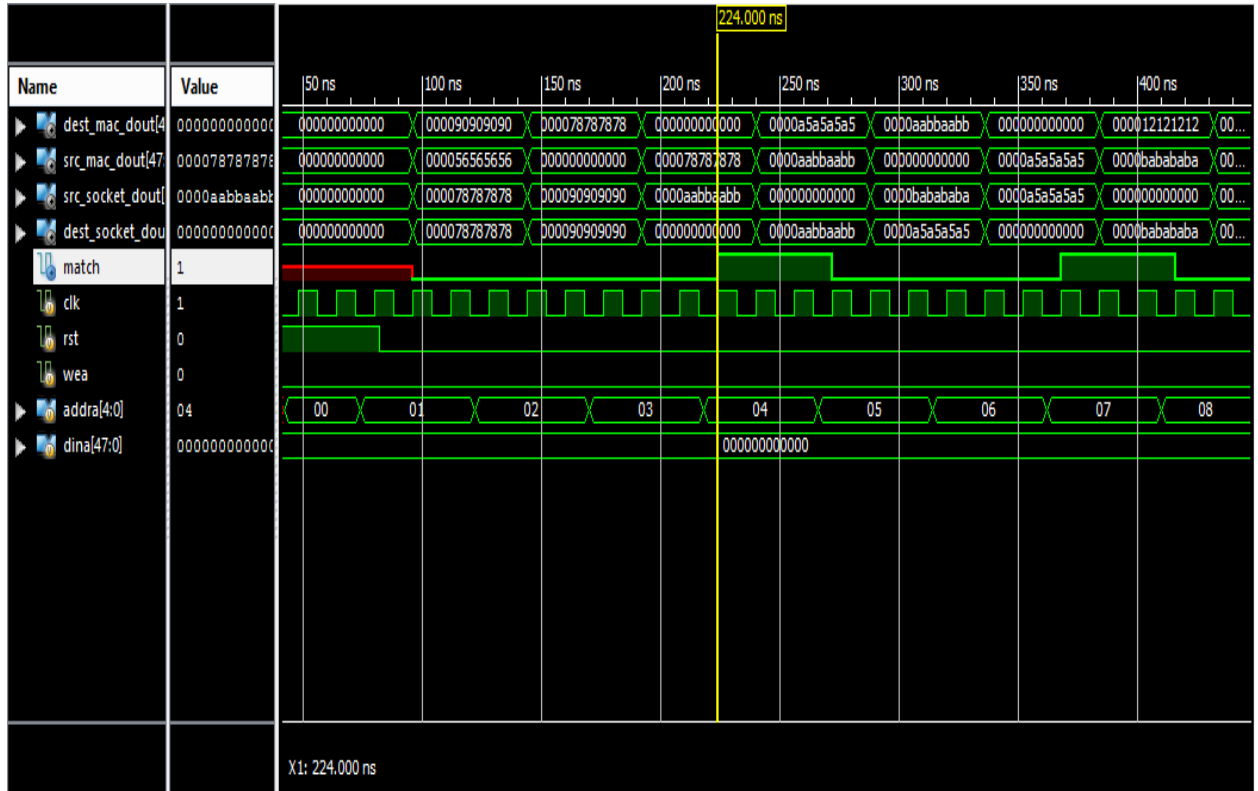 224.000 ns
Name Value 50 ns 100 ns 150 ns 200 ns 250 ns 300 ns 350 ns 400 ns
dest_mac_dout[4 000000000000 000000000000 000090909090 000078787878 000000000000 0000a5a5a5a5 0000aabbaabb 000000000000 000012121212 00...
src_mac_dout[47: 000078787878 000000000000 000056565656 000000000000 000078787878 0000aabbaabb 000000000000 0000a5a5a5a5 0000babababa 00...
src_socket_dout[ 0000aabbaabb 000000000000 000078787878 000090909090 0000aabbaabb 000000000000 0000babababa 0000a5a5a5a5 000000000000 00...
dest_socket_dou 000000000000 000000000000 000078787878 000090909090 000000000000 0000aabbaabb 0000a5a5a5a5 000000000000 0000babababa 00...
match 1
clk 1
rst 0
wea 0
addra[4:0] 04 00 01 02 03 04 05 06 07 08
dina[47:0] 000000000000 000000000000
X1: 224.000 ns